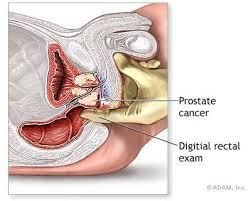 Prostate
cancer
Digitial rectal
exam
© ADAM, Inc.